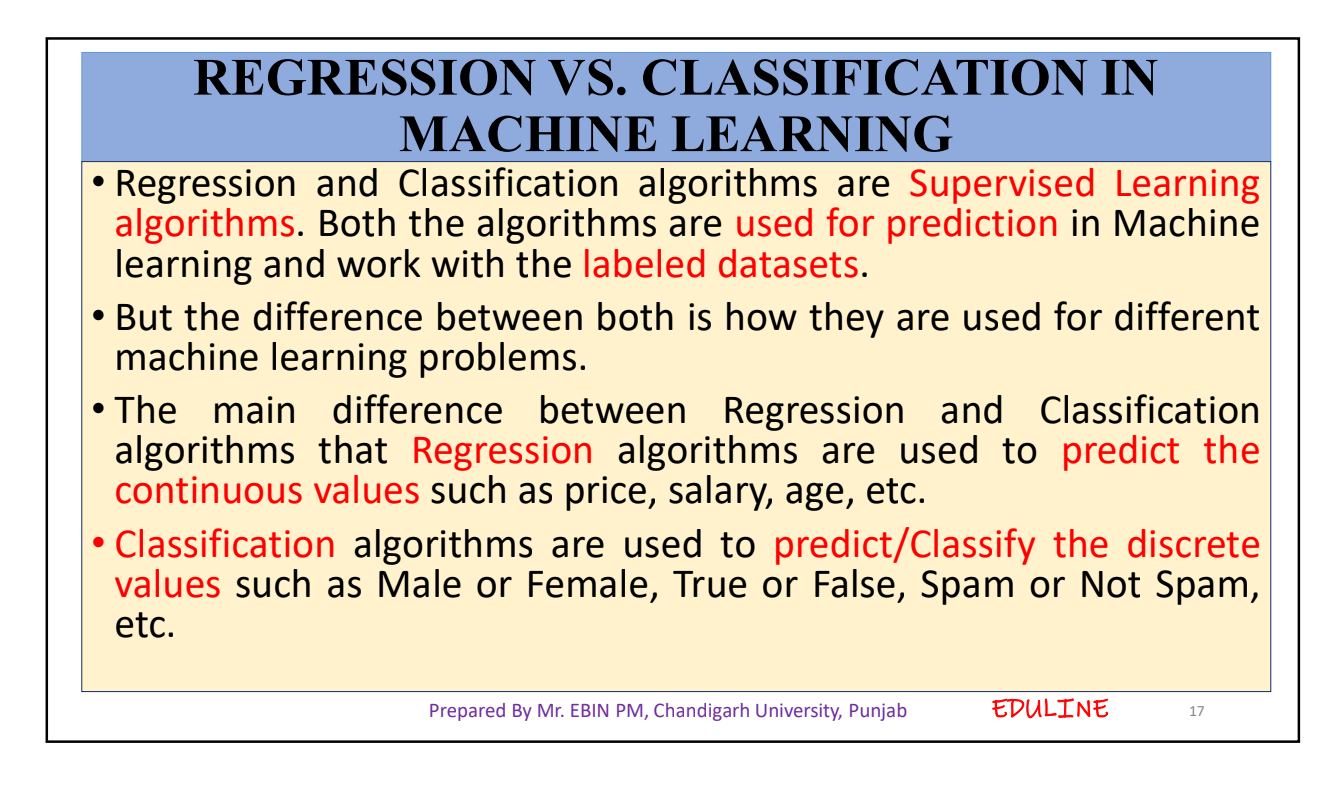 REGRESSION VS. CLASSIFICATION IN
MACHINE LEARNING
• Regression and Classification algorithms are Supervised Learning
algorithms. Both the algorithms are used for prediction in Machine
learning and work with the labeled datasets.
• But the difference between both is how they are used for different
machine learning problems.
• The main difference between Regression and Classification
algorithms that Regression algorithms are used to predict the
continuous values such as price, salary, age, etc.
• Classification algorithms are used to predict/Classify the discrete
values such as Male or Female, True or False, Spam or Not Spam,
etc.
Prepared By Mr. EBIN PM, Chandigarh University, Punjab EDULINE 17